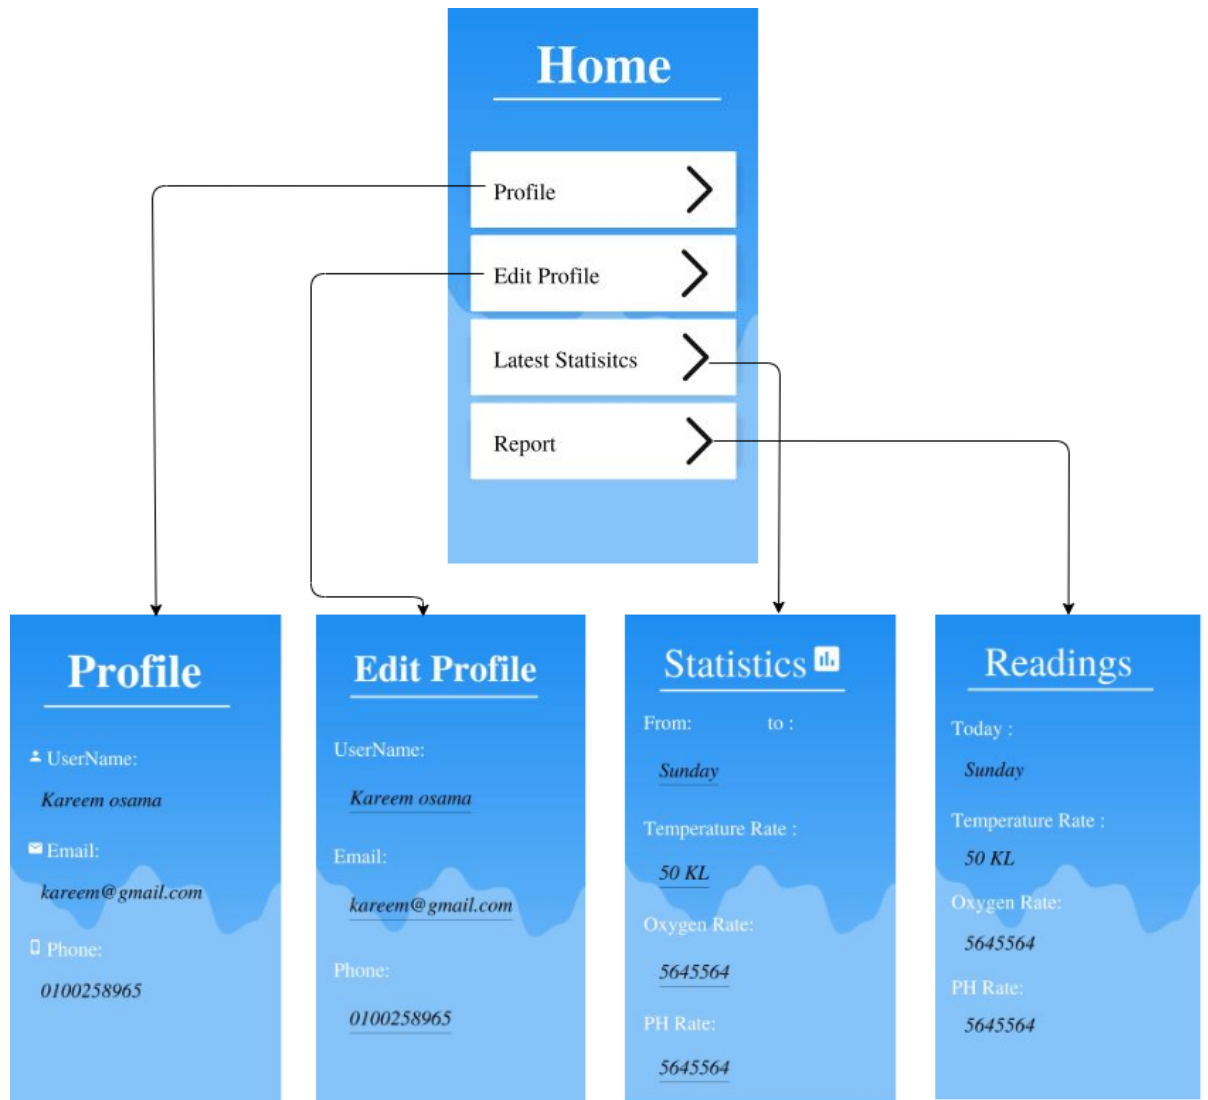 Home
Profile
Edit Profile
Latest Statisitcs
Report
Profile
UserName:
Kareem osama
Email:
kareem@gmail.com
Phone:
0100258965
Edit Profile
UserName:
Kareem osama
Email:
kareem@gmail.com
Phone:
0100258965
Statistics
From: to :
Sunday
Temperature Rate :
50 KL
Oxygen Rate:
5645564
PH Rate:
5645564
Readings
Today :
Sunday
Temperature Rate :
50 KL
Oxygen Rate:
5645564
PH Rate:
5645564